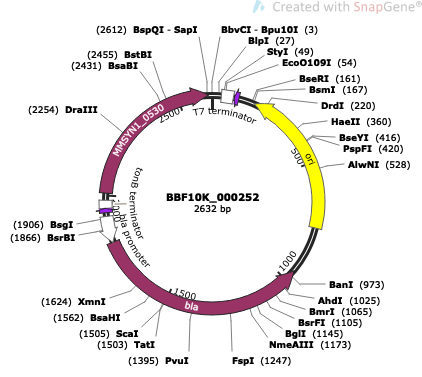 Created with SnapGene®
(2612) BspQI - SapI
BbvCI - Bpu10I (3)
BlpI (27)
StyI (49)
EcoO109I (54)
(2455) BstBI
(2431) BsaBI
BseRI (161)
BsmI (167)
DrdI (220)
(2254) DraIII
HaeII (360)
BseYI (416)
PspFI (420)
AlwNI (528)
T7 terminator
2500
MMSYN1_0530
500
ori
tonB terminator
BBF10K_000252
2632 bp
(1906) BsgI
(1866) BsrBI
bla promoter
1000
BanI (973)
AhdI (1025)
BmrI (1065)
BsrFI (1105)
BglI (1145)
NmeAIII (1173)
1500
bla
(1624) XmnI
(1562) BsaHI
(1505) ScaI
(1503) TatI
(1395) PvuI
FspI (1247)